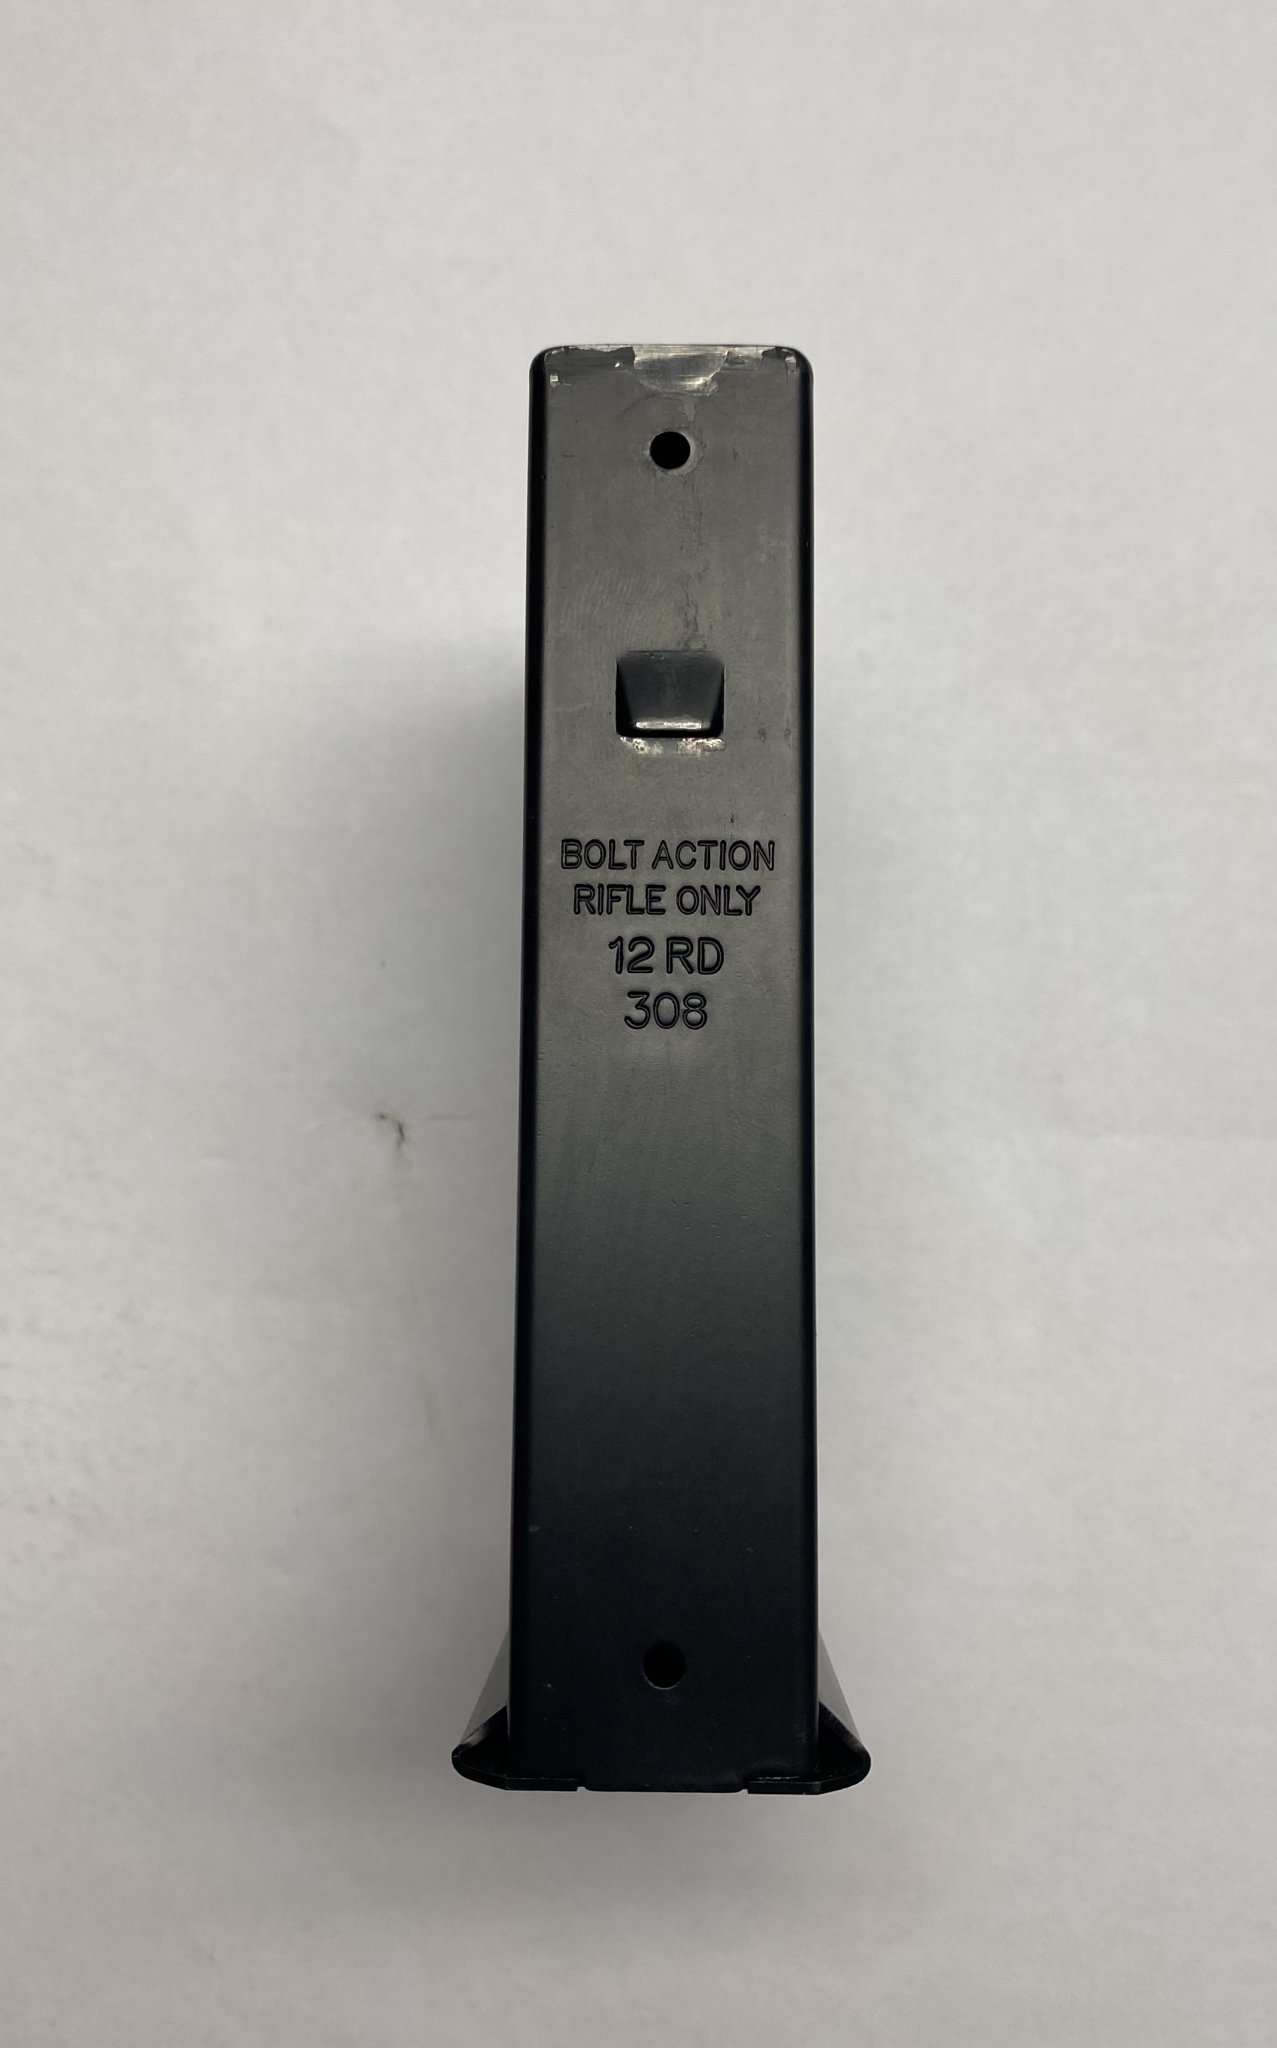 BOLT ACTION
RIFLE ONLY
12 RD
308